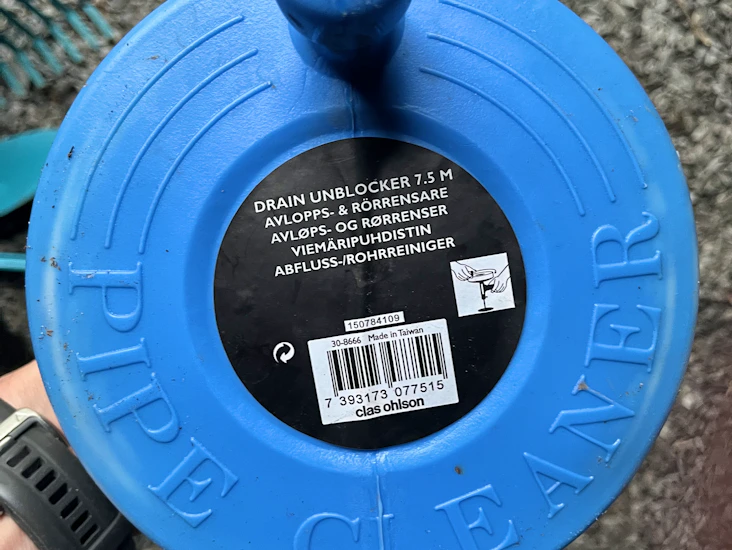 DRAIN UNBLOCKER 7.5 M
AVLOPPS- & RÖRRENSARE
AVLØPS- OG RØRRENSER
VIEMÄRIPUHDISTIN
ABFLUSS-/ROHRREINIGER
150784109
30-8666 Made in Taiwan
7 393173 077515
clas ohlson
PIPE CLEANER